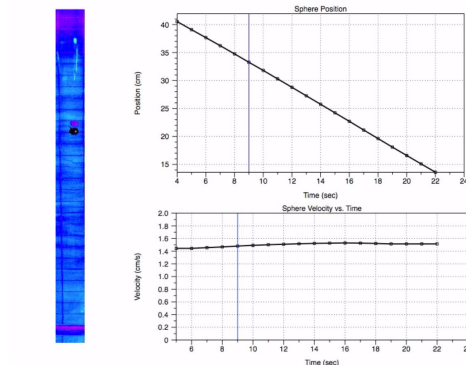 Sphere Position
40
35
30
25
20
15
Position (cm)
4 6 8 10 12 14 16 18 20 22 24
Time (sec)
Sphere Velocity vs. Time
2.0
1.8
1.6
1.4
1.2
1.0
0.8
0.6
0.4
0.2
0
Velocity (cm/s)
6 8 10 12 14 16 18 20 22 24
Time (sec)